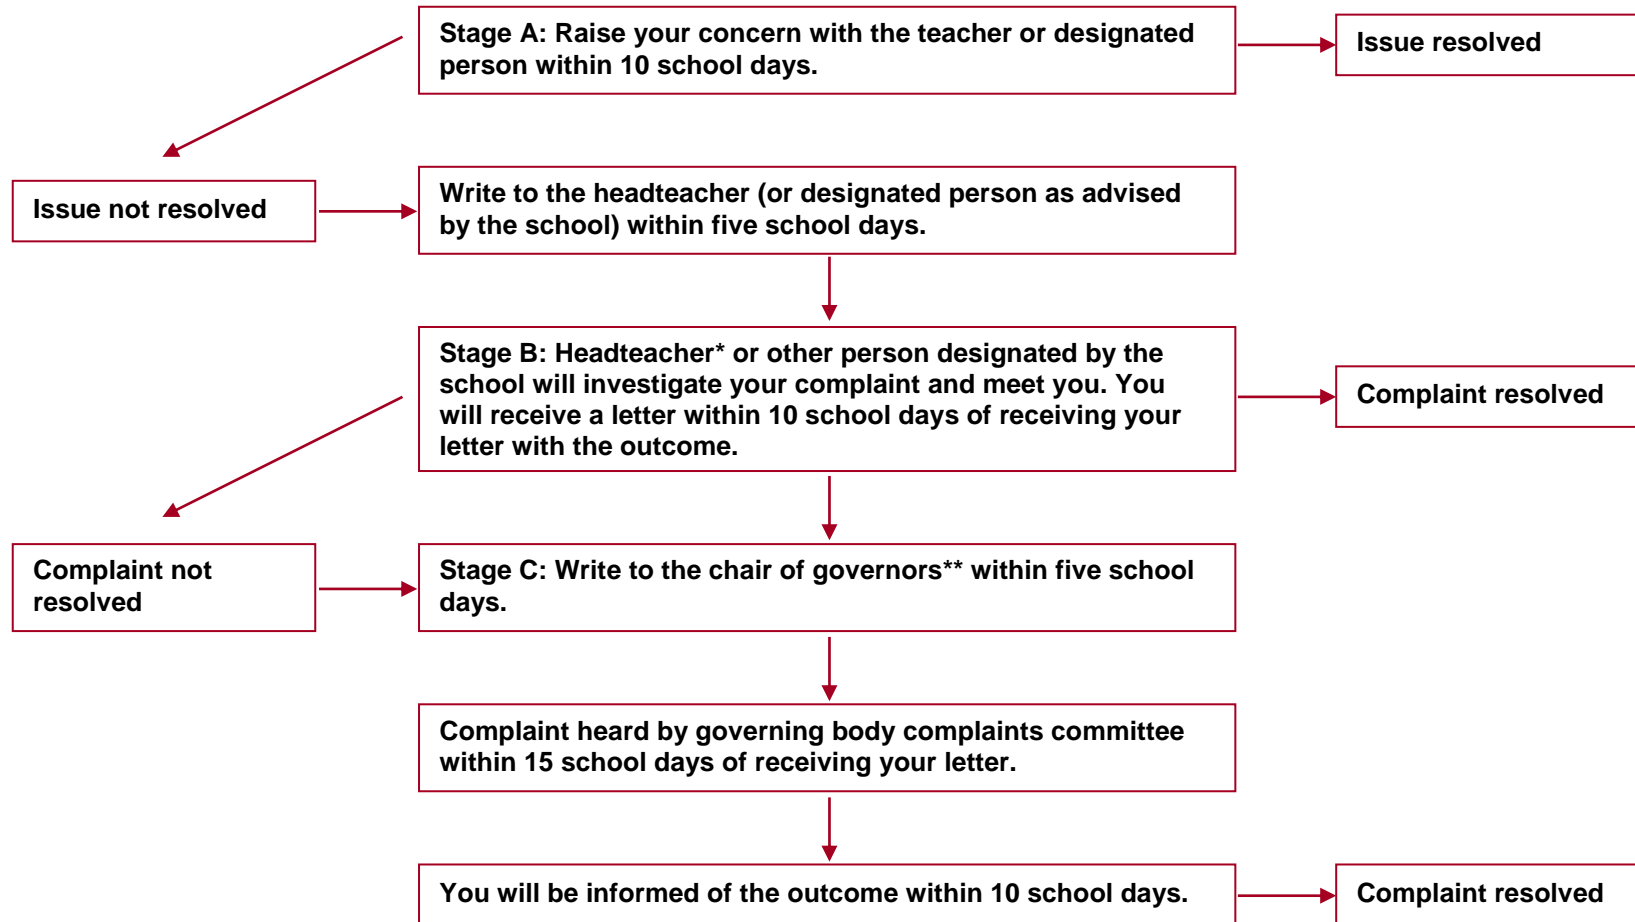 Stage A: Raise your concern with the teacher or designated
person within 10 school days.
Issue resolved
Issue not resolved
Write to the headteacher (or designated person as advised
by the school) within five school days.
Stage B: Headteacher* or other person designated by the
school will investigate your complaint and meet you. You
will receive a letter within 10 school days of receiving your
letter with the outcome.
Complaint resolved
Complaint not
resolved
Stage C: Write to the chair of governors** within five school
days.
Complaint heard by governing body complaints committee
within 15 school days of receiving your letter.
You will be informed of the outcome within 10 school days.
Complaint resolved